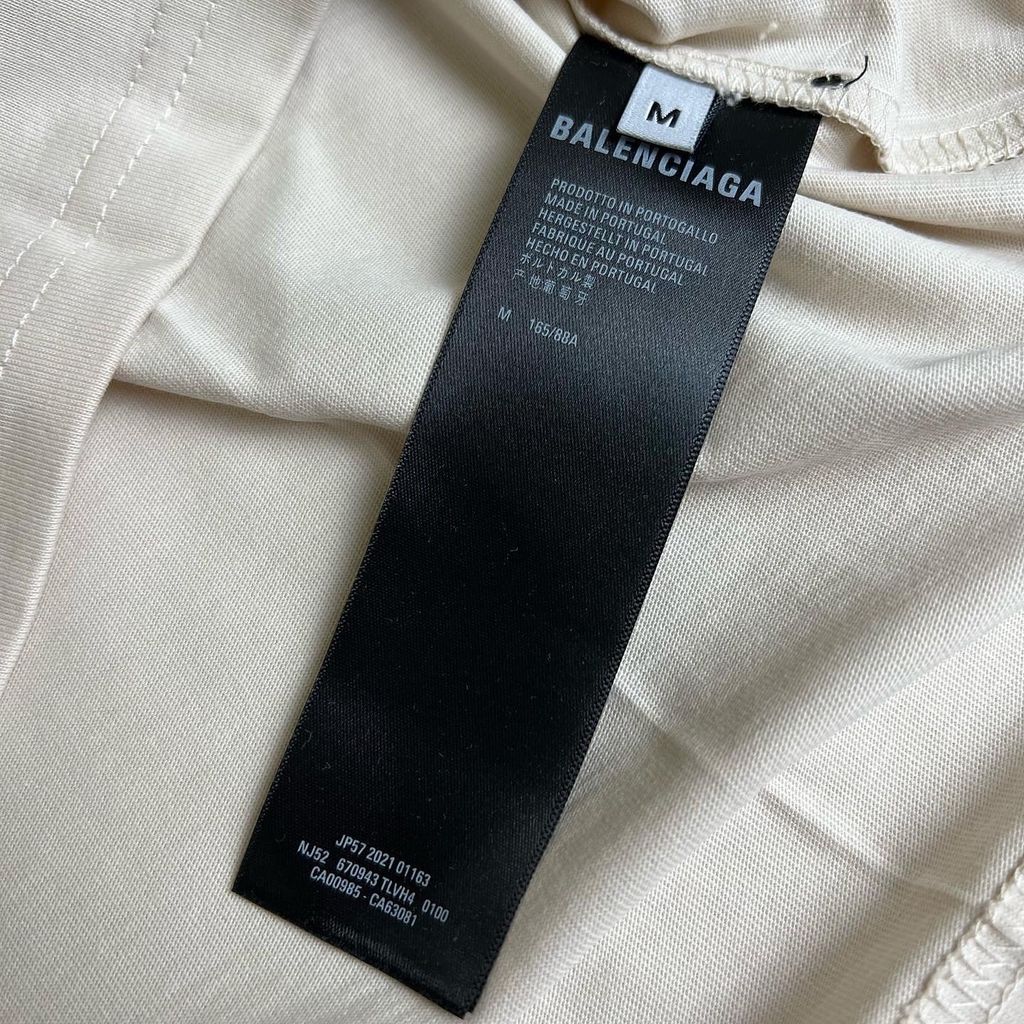 M
BALENCIAGA
PRODOTTO IN PORTOGALLO
MADE IN PORTUGAL
HERGESTELLT IN PORTUGAL
FABRIQUE AU PORTUGAL
HECHO EN PORTUGAL
ポルトガル製
产地葡萄牙
M 165/88A
JP57 2021 01163
NJ52 670943 TLVH4 0100
CA00985 - CA63081